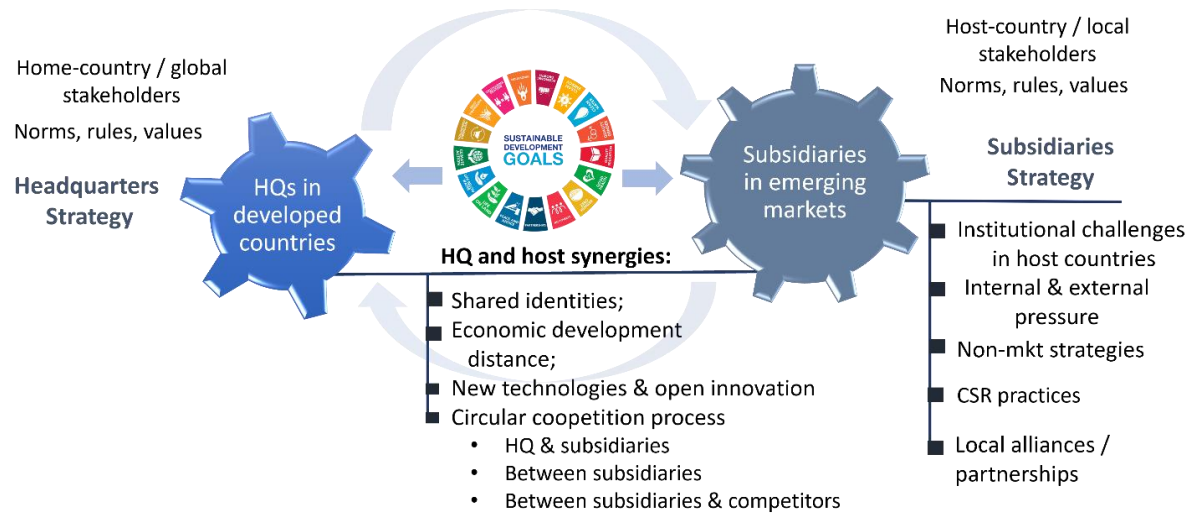 Home-country / global
stakeholders
Norms, rules, values
Headquarters
Strategy
HQs in
developed
countries
SUSTAINABLE
DEVELOPMENT
GOALS
Host-country / local
stakeholders
Norms, rules, values
Subsidiaries
in emerging
markets
Subsidiaries
Strategy
HQ and host synergies:
Shared identities;
Economic development
distance;
New technologies & open innovation
Circular coopetition process
• HQ & subsidiaries
• Between subsidiaries
• Between subsidiaries & competitors
Institutional challenges
in host countries
Internal & external
pressure
Non-mkt strategies
CSR practices
Local alliances /
partnerships